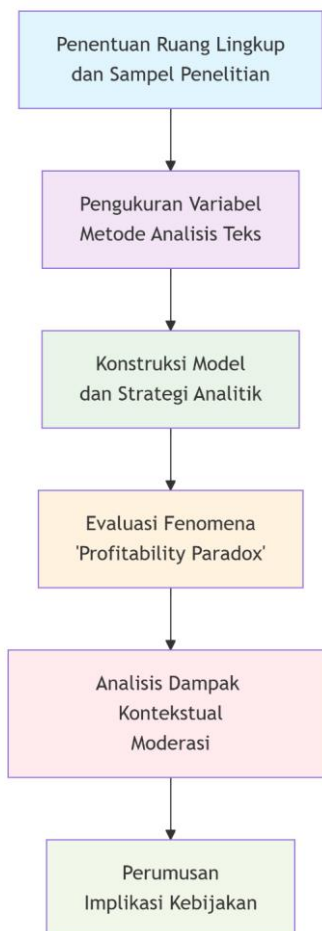 Penentuan Ruang Lingkup
dan Sampel Penelitian
Pengukuran Variabel
Metode Analisis Teks
Konstruksi Model
dan Strategi Analitik
Evaluasi Fenomena
'Profitability Paradox'
Analisis Dampak
Kontekstual
Moderasi
Perumusan
Implikasi Kebijakan